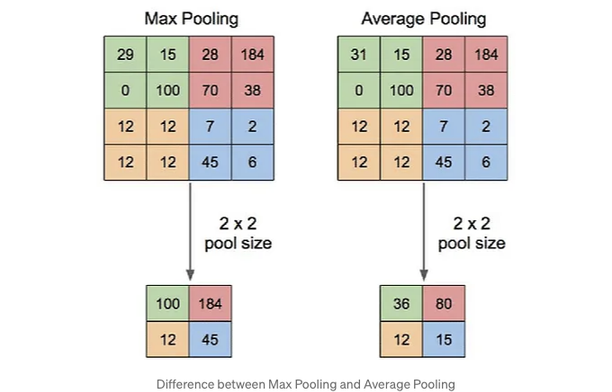 Max Pooling
29 15 28 184
0 100 70 38
12 12 7 2
12 12 45 6
2 x 2
pool size
100 184
12 45
Average Pooling
31 15 28 184
0 100 70 38
12 12 7 2
12 12 45 6
2 x 2
pool size
36 80
12 15
Difference between Max Pooling and Average Pooling